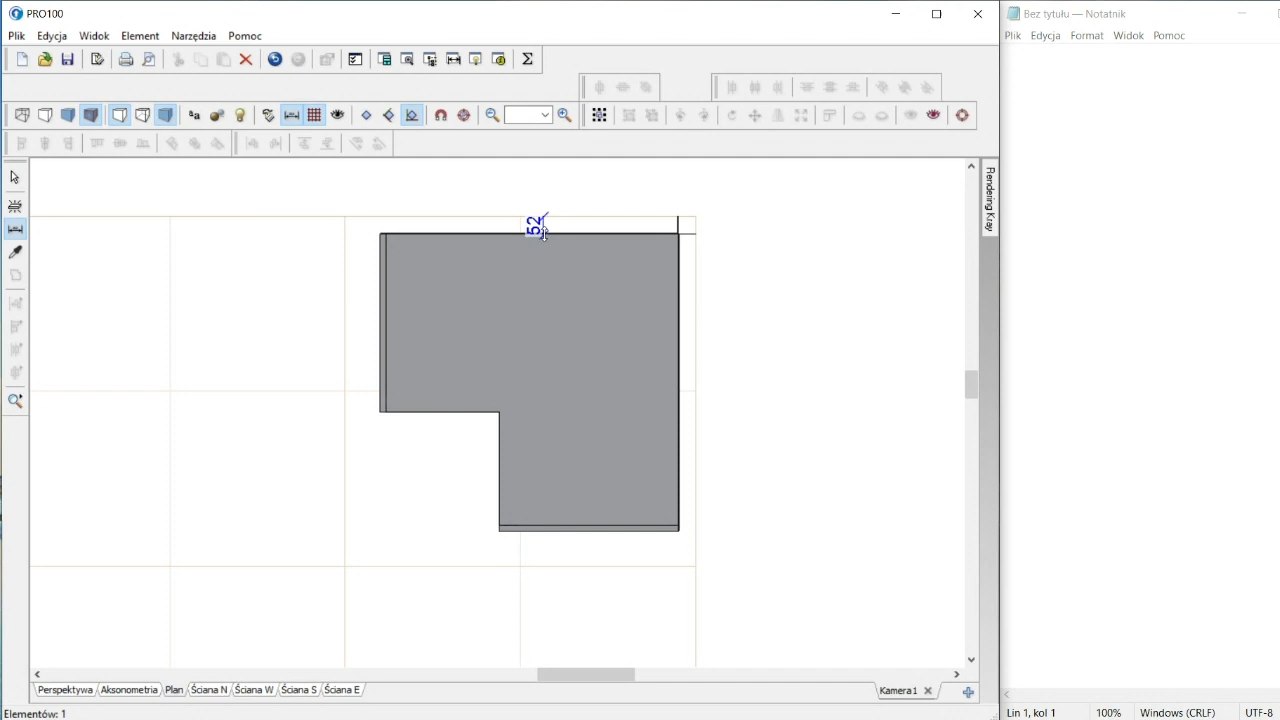 PRO100
Plik Edycja Widok Element Narzędzia Pomoc
Bez tytułu — Notatnik
Plik Edycja Format Widok Pomoc
ªa
Σ
52
Rendering Kray
Perspektywa Aksonometria Plan Ściana N Ściana W Ściana S Ściana E
Kamera1
Elementów: 1
Lin 1, kol 1 100% Windows (CRLF) UTF-8